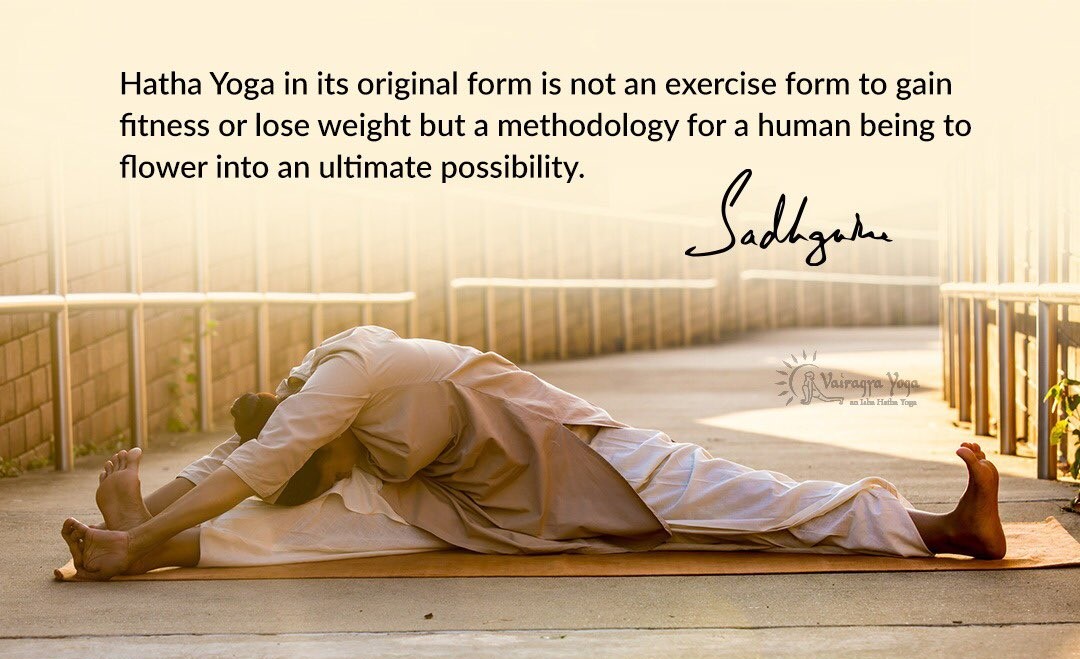 Hatha Yoga in its original form is not an exercise form to gain
fitness or lose weight but a methodology for a human being to
flower into an ultimate possibility.
Sadhguru
Vairagya Yoga
an Isha Hatha Yoga